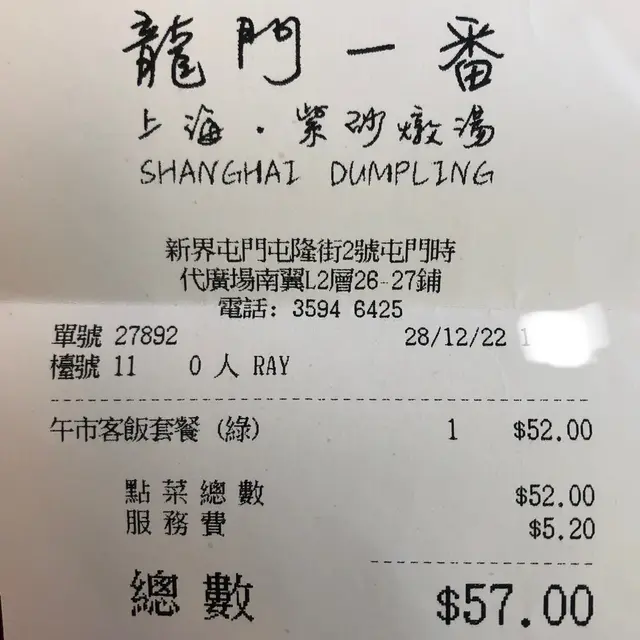 龍門一番
上海·紫砂燉湯
SHANGHAI DUMPLING
新界屯門屯隆街2號屯門時
代廣場南翼L2層26-27鋪
電話: 3594 6425
單號 27892 28/12/22 1
檯號 11 0 人 RAY
午市客飯套餐 (綠) 1 $52.00
點菜總數 $52.00
服務費 $5.20
總數 $57.00